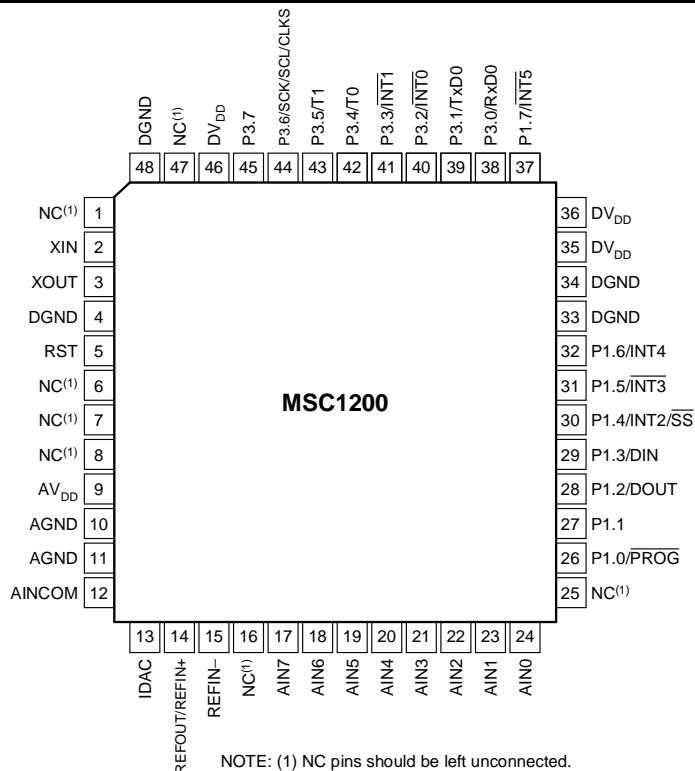 DGND
NC(1)
DVDD
P3.7
P3.6/SCK/SCL/CLKS
P3.5/T1
P3.4/T0
P3.3/INT1
P3.2/INT0
P3.1/TxD0
P3.0/RxD0
P1.7/INT5
48 47 46 45 44 43 42 41 40 39 38 37
NC(1) 1
XIN 2
XOUT 3
DGND 4
RST 5
NC(1) 6
NC(1) 7
NC(1) 8
AVDD 9
AGND 10
AGND 11
AINCOM 12
MSC1200
36 DVDD
35 DVDD
34 DGND
33 DGND
32 P1.6/INT4
31 P1.5/INT3
30 P1.4/INT2/SS
29 P1.3/DIN
28 P1.2/DOUT
27 P1.1
26 P1.0/PROG
25 NC(1)
13 14 15 16 17 18 19 20 21 22 23 24
IDAC
REFOUT/REFIN+
REFIN–
NC(1)
AIN7
AIN6
AIN5
AIN4
AIN3
AIN2
AIN1
AIN0
NOTE: (1) NC pins should be left unconnected.